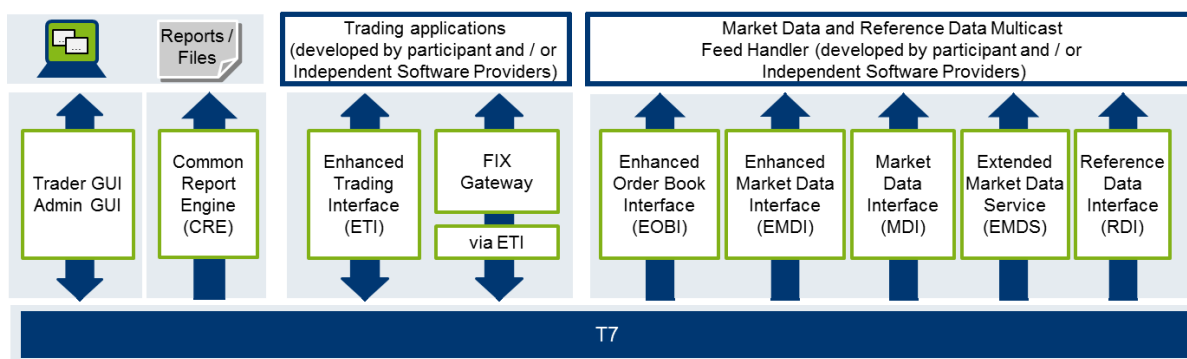 Reports /
Files
Trading applications
(developed by participant and / or
Independent Software Providers)
Market Data and Reference Data Multicast
Feed Handler (developed by participant and / or
Independent Software Providers)
Trader GUI
Admin GUI
Common
Report
Engine
(CRE)
Enhanced
Trading
Interface
(ETI)
FIX
Gateway
via ETI
Enhanced
Order Book
Interface
(EOBI)
Enhanced
Market Data
Interface
(EMDI)
Market
Data
Interface
(MDI)
Extended
Market Data
Service
(EMDS)
Reference
Data
Interface
(RDI)
T7